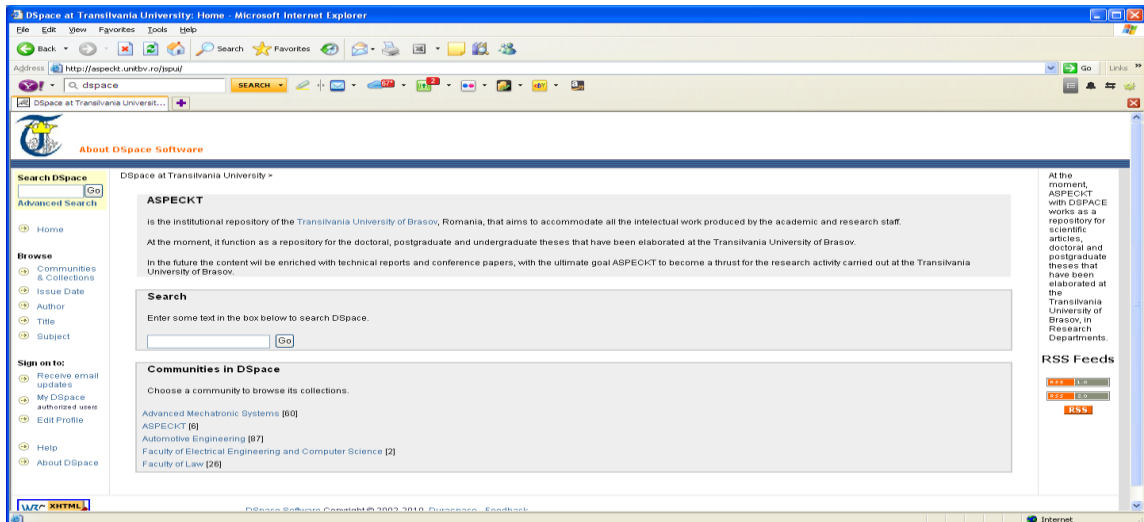 DSpace at Transilvania University: Home - Microsoft Internet Explorer
File Edit View Favorites Tools Help
Back Search Favorites
Address http://aspeckt.unitbv.ro/jspui/ Go Links »
Y! dspace SEARCH
DSpace at Transilvania Universit...
About DSpace Software
Search DSpace
Go
Advanced Search
Home
Browse
Communities
& Collections
Issue Date
Author
Title
Subject
Sign on to:
Receive email
updates
My DSpace
authorized users
Edit Profile
Help
About DSpace
W3C XHTML
DSpace at Transilvania University >
ASPECKT
is the institutional repository of the Transilvania University of Brasov, Romania, that aims to accommodate all the intelectual work produced by the academic and research staff.
At the moment, it function as a repository for the doctoral, postgraduate and undergraduate theses that have been elaborated at the Transilvania University of Brasov.
In the future the content wil be enriched with technical reports and conference papers, with the ultimate goal ASPECKT to become a thrust for the research activity carried out at the Transilvania
University of Brasov.
Search
Enter some text in the box below to search DSpace.
Go
Communities in DSpace
Choose a community to browse its collections.
Advanced Mechatronic Systems [60]
ASPECKT [6]
Automotive Engineering [87]
Faculty of Electrical Engineering and Computer Science [2]
Faculty of Law [26]
DSpace Software Copyright © 2002-2010 Duraspace - Feedback
At the
moment,
ASPECKT
with DSPACE
works as a
repository for
scientific
articles,
doctoral and
postgraduate
theses that
have been
elaborated at
the
Transilvania
University of
Brasov, in
Research
Departments.
RSS Feeds
RSS 1.0
RSS 2.0
RSS
Internet